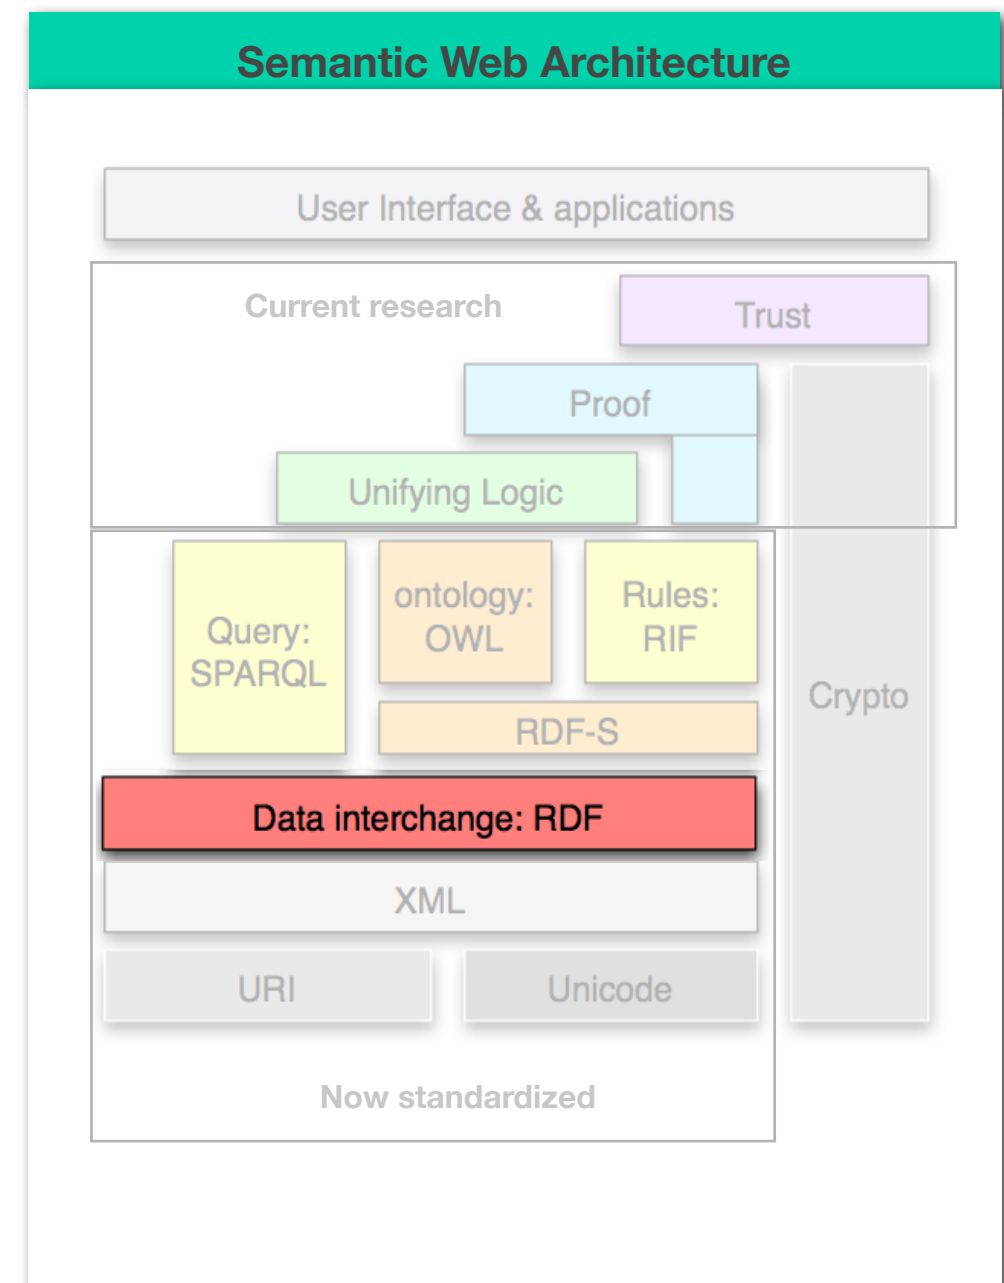 Semantic Web Architecture
User Interface & applications
Current research
Trust
Proof
Unifying Logic
Query:
SPARQL
ontology:
OWL
Rules:
RIF
Crypto
RDF-S
Data interchange: RDF
XML
URI
Unicode
Now standardized